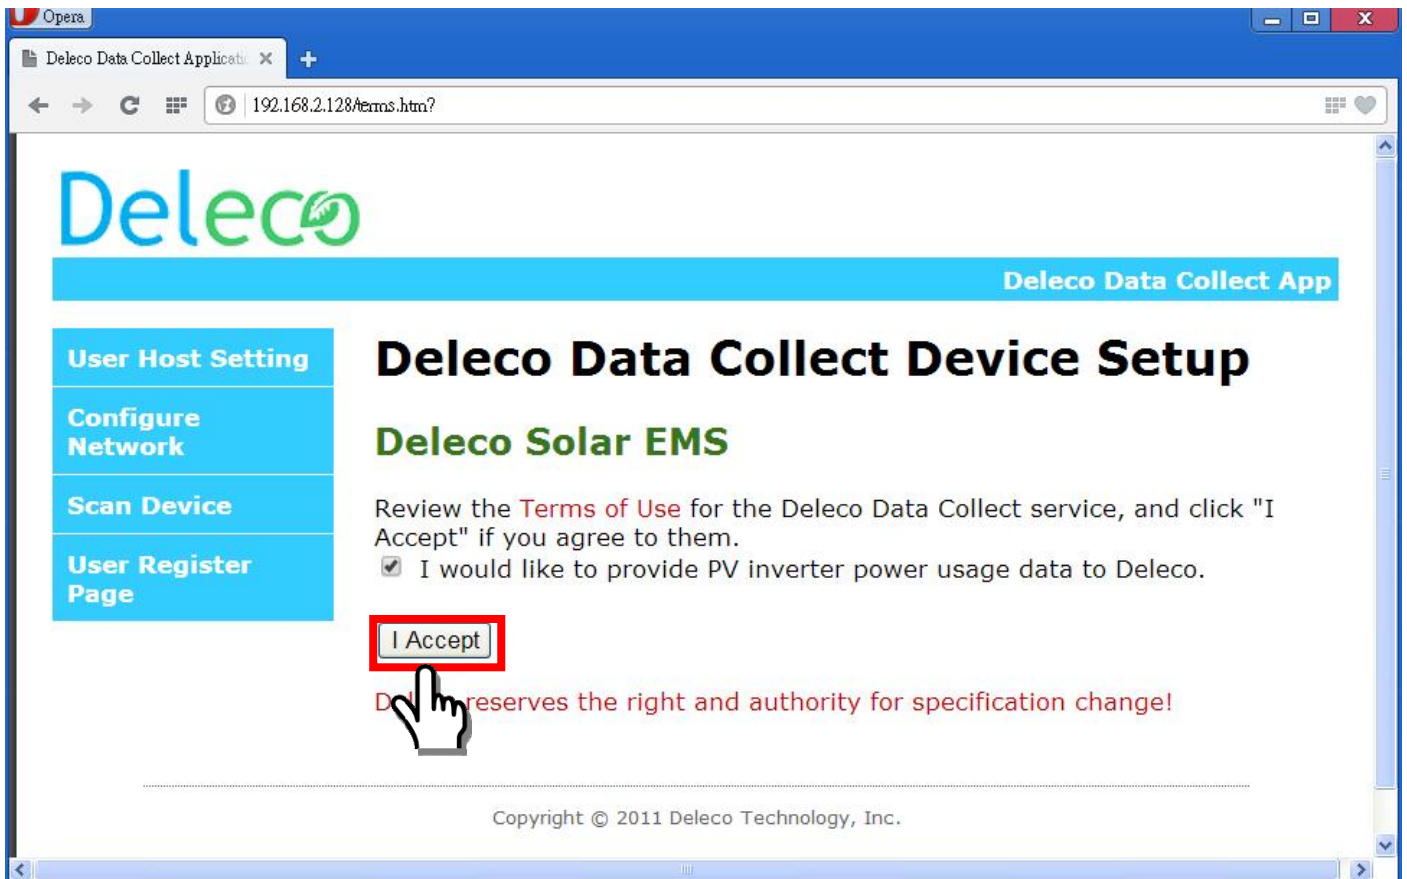 Opera
Deleco Data Collect Applicati
192.168.2.128/terms.htm?
Deleco
Deleco Data Collect App
User Host Setting
Configure
Network
Scan Device
User Register
Page
Deleco Data Collect Device Setup
Deleco Solar EMS
Review the Terms of Use for the Deleco Data Collect service, and click "I
Accept" if you agree to them.
I would like to provide PV inverter power usage data to Deleco.
I Accept
reserves the right and authority for specification change!
Copyright © 2011 Deleco Technology, Inc.